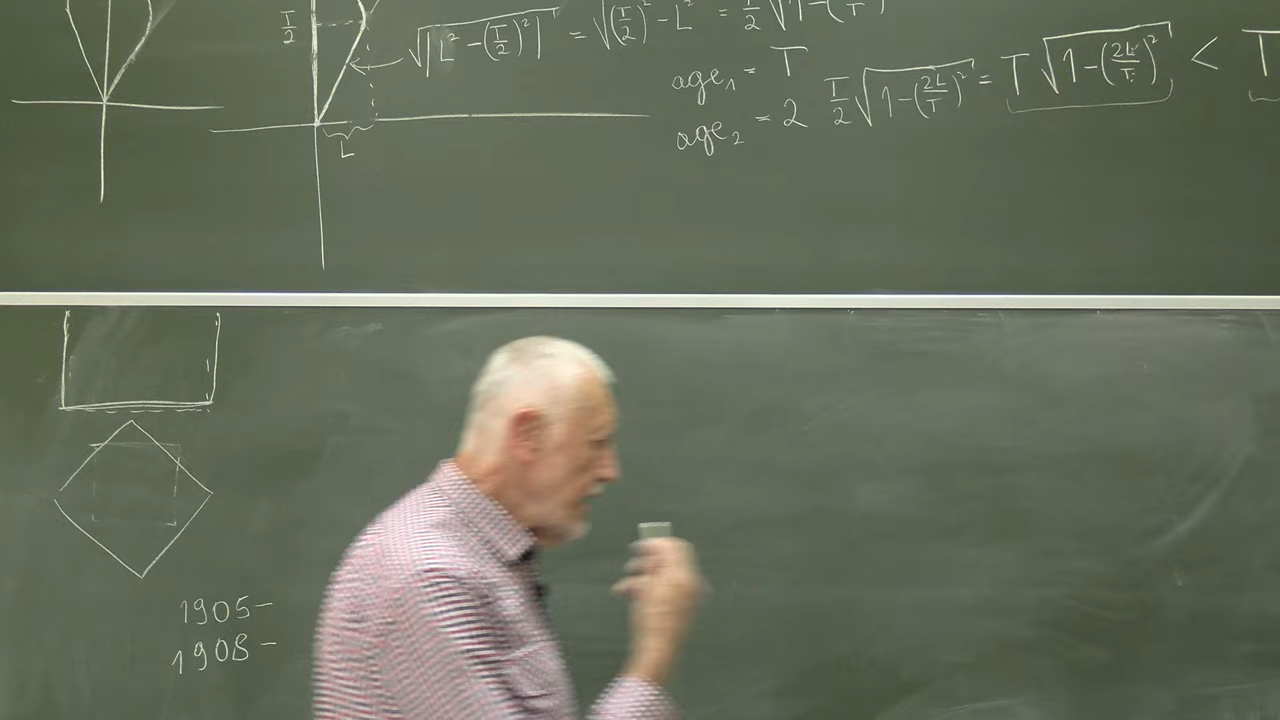 T/2
√|L² - (T/2)²| = √(T/2)² - L² = T/2 √1 - (
age₁ = T
age₂ = 2 T/2 √1 - (2L/T)² = T √1 - (2L/T)² < T
L
1905 -
1908 -